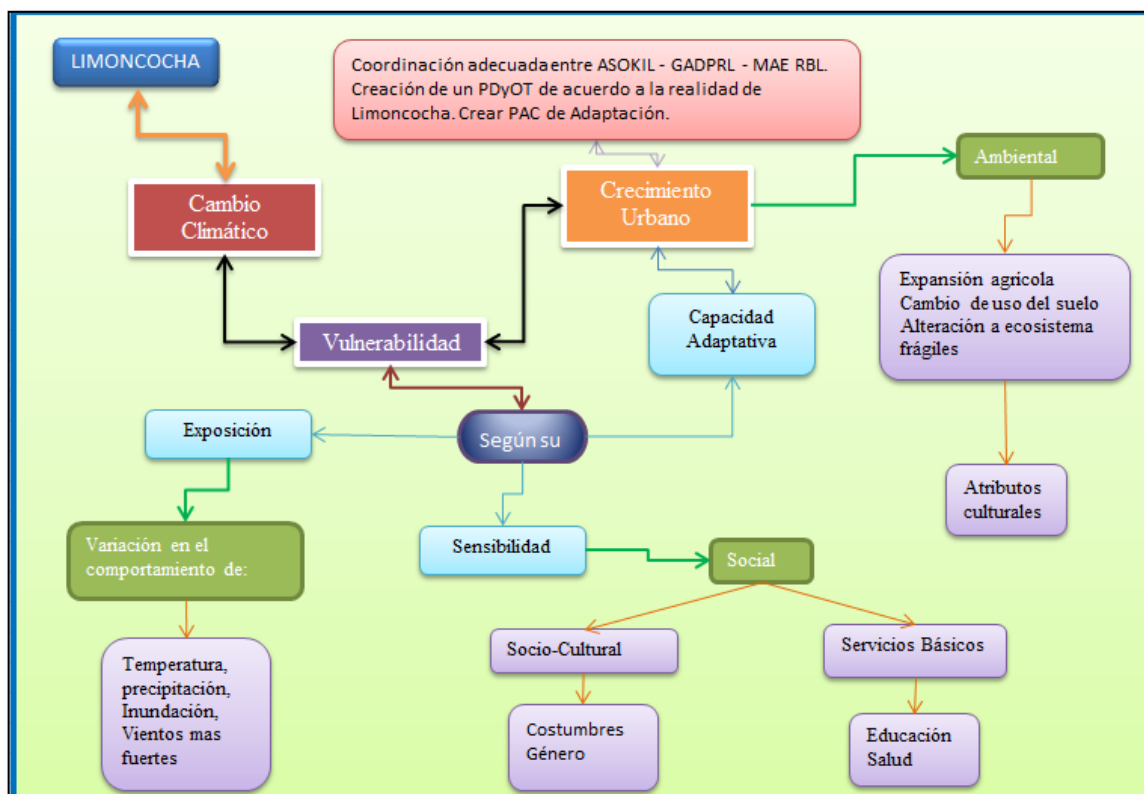 LIMONCOCHA
Coordinación adecuada entre ASOKIL - GADPRL - MAE RBL.
Creación de un PDyOT de acuerdo a la realidad de
Limoncocha. Crear PAC de Adaptación.
Ambiental
Cambio
Climático
Crecimiento
Urbano
Expansión agrícola
Cambio de uso del suelo
Alteración a ecosistema
frágiles
Capacidad
Adaptativa
Vulnerabilidad
Exposición
Según su
Atributos
culturales
Variación en el
comportamiento de:
Sensibilidad
Social
Socio-Cultural
Servicios Básicos
Temperatura,
precipitación,
Inundación,
Vientos mas
fuertes
Costumbres
Género
Educación
Salud